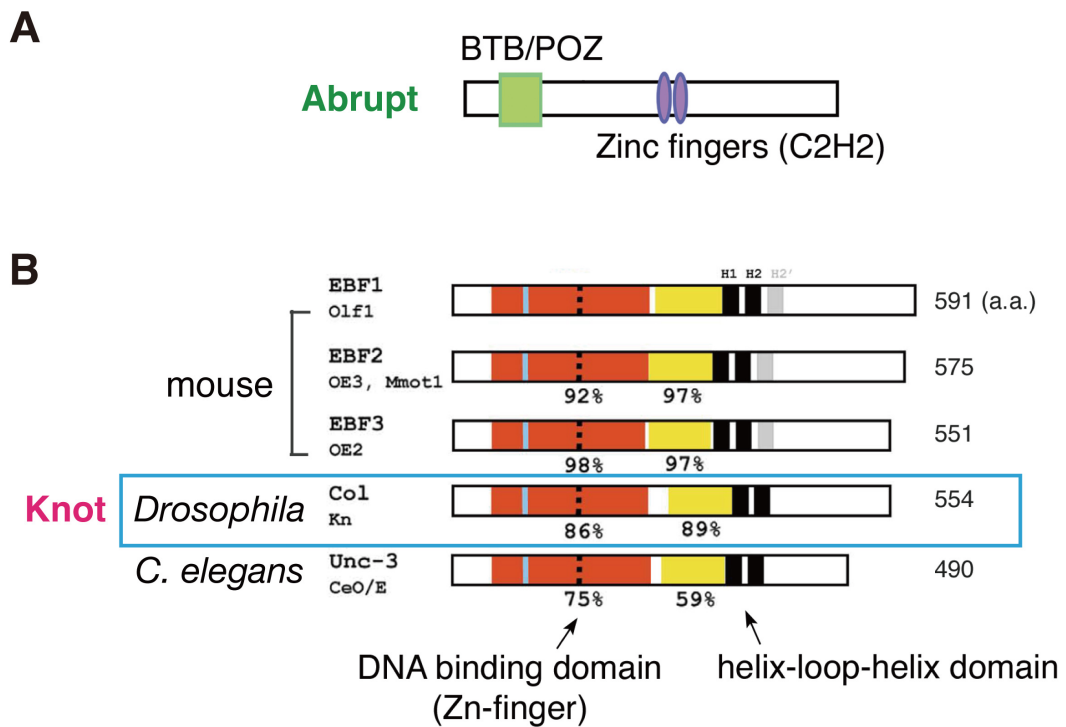 A
BTB/POZ
Abrupt
Zinc fingers (C2H2)
B
H1 H2 H2'
EBF1
Olf1
591 (a.a.)
mouse
EBF2
OE3, Mmot1
575
92% 97%
EBF3
OE2
551
98% 97%
Knot
Drosophila
Col
Kn
554
86% 89%
C. elegans
Unc-3
CeO/E
490
75% 59%
DNA binding domain
(Zn-finger)
helix-loop-helix domain